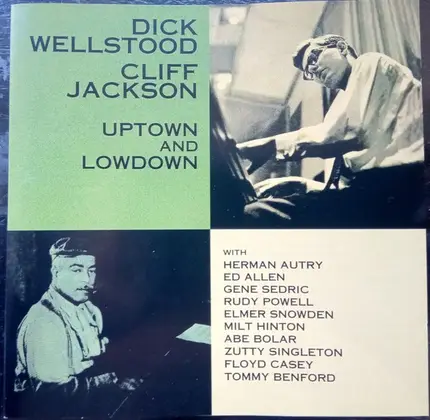 DICK
WELLSTOOD
CLIFF
JACKSON
UPTOWN
AND
LOWDOWN
WITH
HERMAN AUTRY
ED ALLEN
GENE SEDRIC
RUDY POWELL
ELMER SNOWDEN
MILT HINTON
ABE BOLAR
ZUTTY SINGLETON
FLOYD CASEY
TOMMY BENFORD